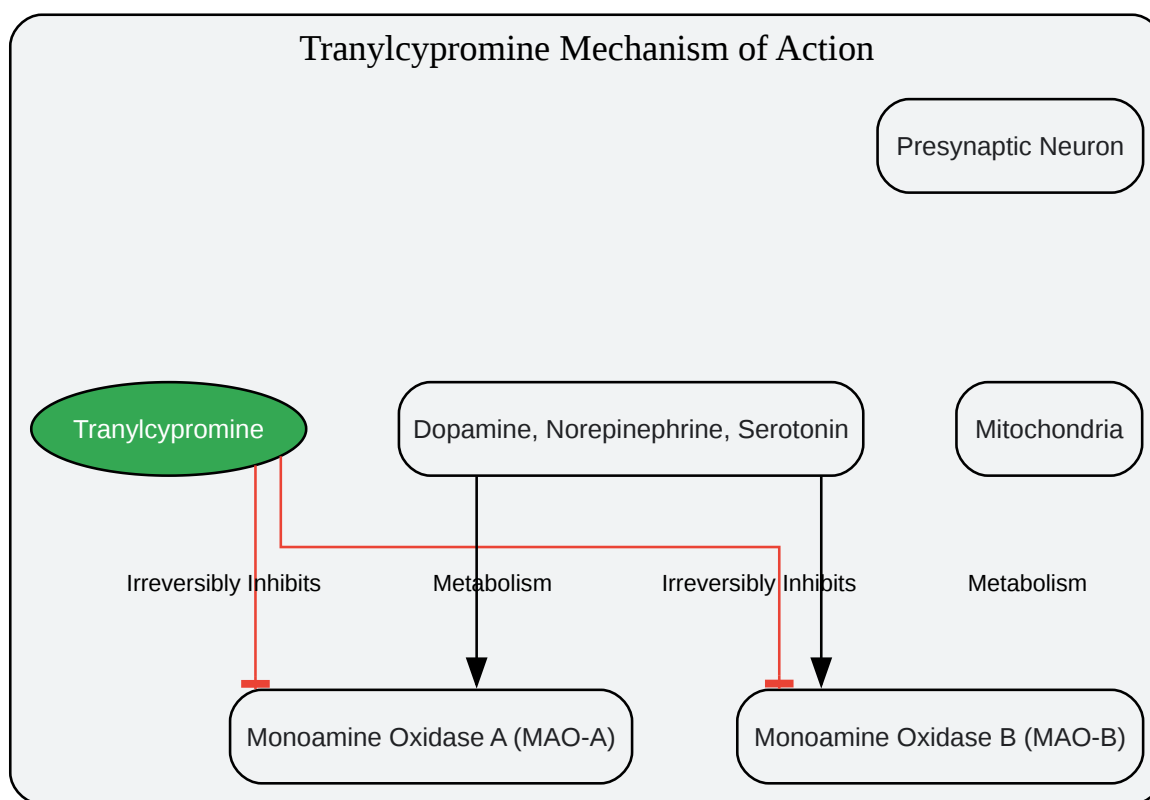 Tranylcypromine Mechanism of Action
Presynaptic Neuron
Tranylcypromine
Dopamine, Norepinephrine, Serotonin
Mitochondria
Irreversibly Inhibits
Metabolism
Irreversibly Inhibits
Metabolism
Monoamine Oxidase A (MAO-A)
Monoamine Oxidase B (MAO-B)